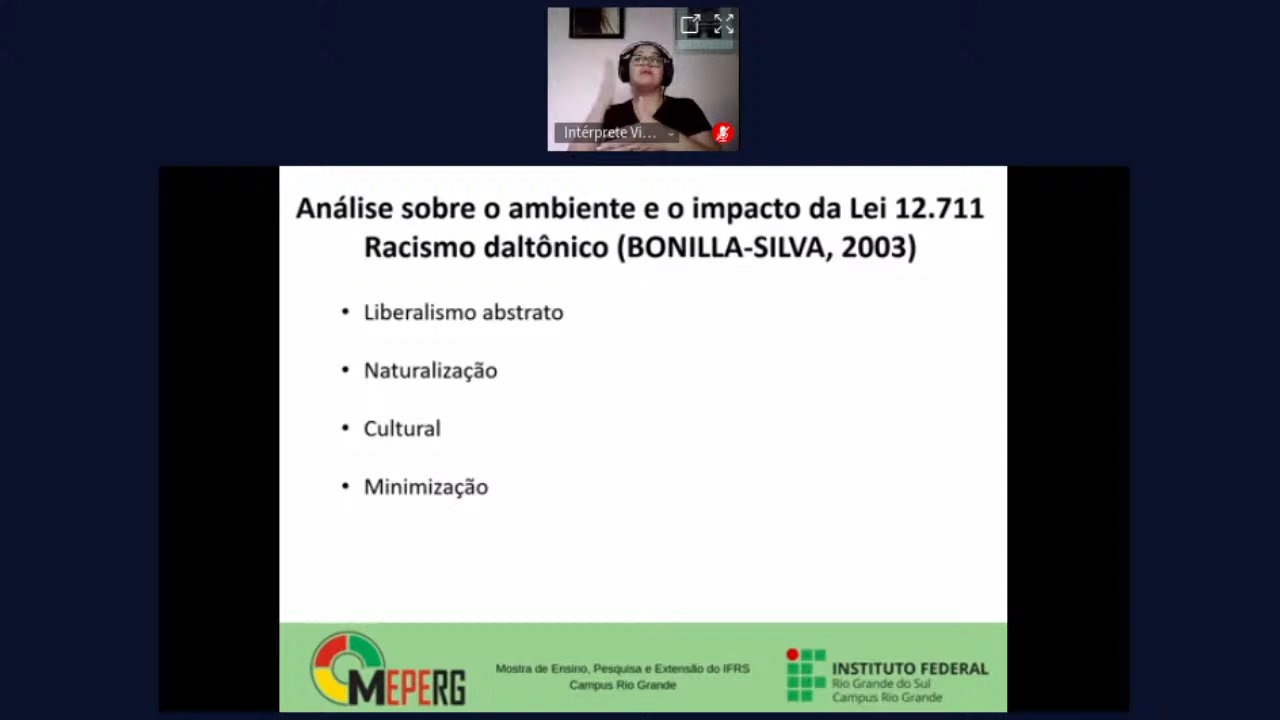 Intérprete Vi...
Análise sobre o ambiente e o impacto da Lei 12.711
Racismo daltônico (BONILLA-SILVA, 2003)
• Liberalismo abstrato
• Naturalização
• Cultural
• Minimização
MEPERG
Mostra de Ensino, Pesquisa e Extensão do IFRS
Campus Rio Grande
INSTITUTO FEDERAL
Rio Grande do Sul
Campus Rio Grande